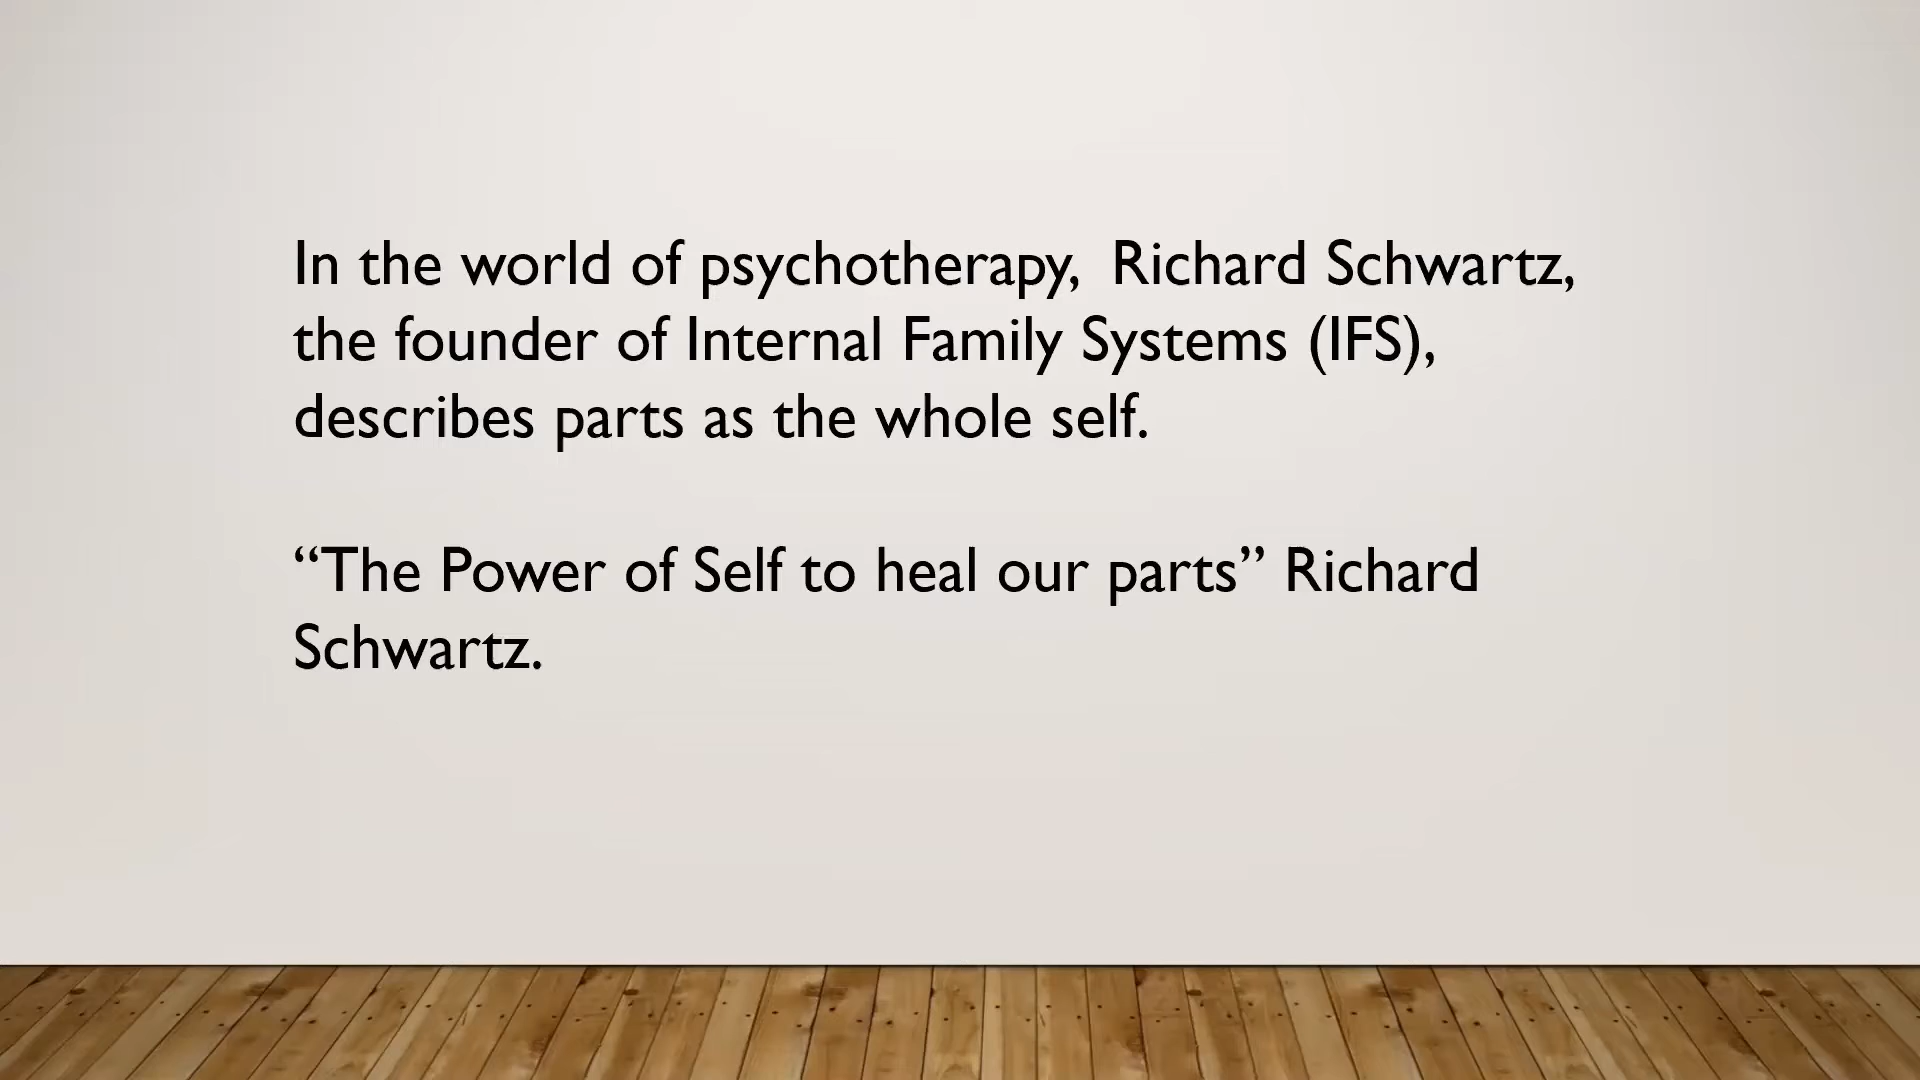 In the world of psychotherapy,  Richard Schwartz,
the founder of Internal Family Systems (IFS),
describes parts as the whole self.
“The Power of Self to heal our parts” Richard
Schwartz.